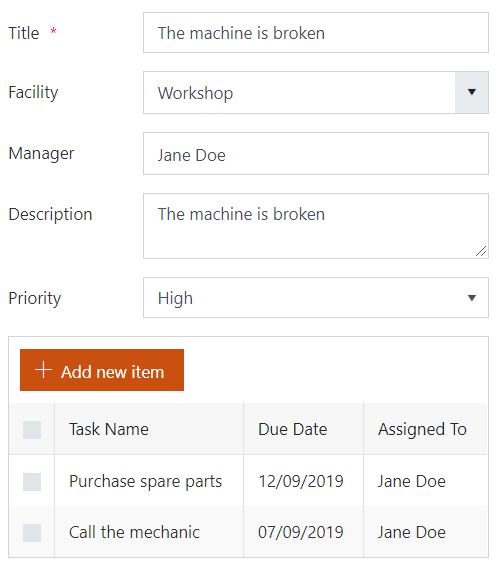 Title * The machine is broken
Facility Workshop
Manager Jane Doe
Description The machine is broken
Priority High
Add new item
Task Name Due Date Assigned To
Purchase spare parts 12/09/2019 Jane Doe
Call the mechanic 07/09/2019 Jane Doe